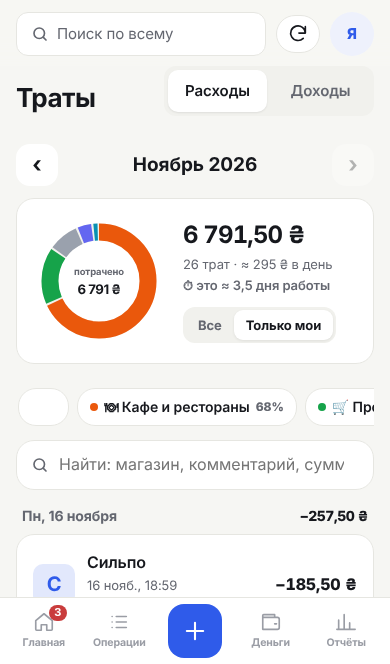 Поиск по всему
Я
Траты
Расходы
Доходы
Ноябрь 2026
потрачено
6 791 ₴
6 791,50 ₴
26 трат · ≈ 295 ₴ в день
⏱ это ≈ 3,5 дня работы
Все
Только мои
🍽 Кафе и рестораны 68%
🛒 Пр
Найти: магазин, комментарий, сумм
Пн, 16 ноября
−257,50 ₴
С
Сильпо
16 нояб., 18:59
−185,50 ₴
3
Главная
Операции
Деньги
Отчёты